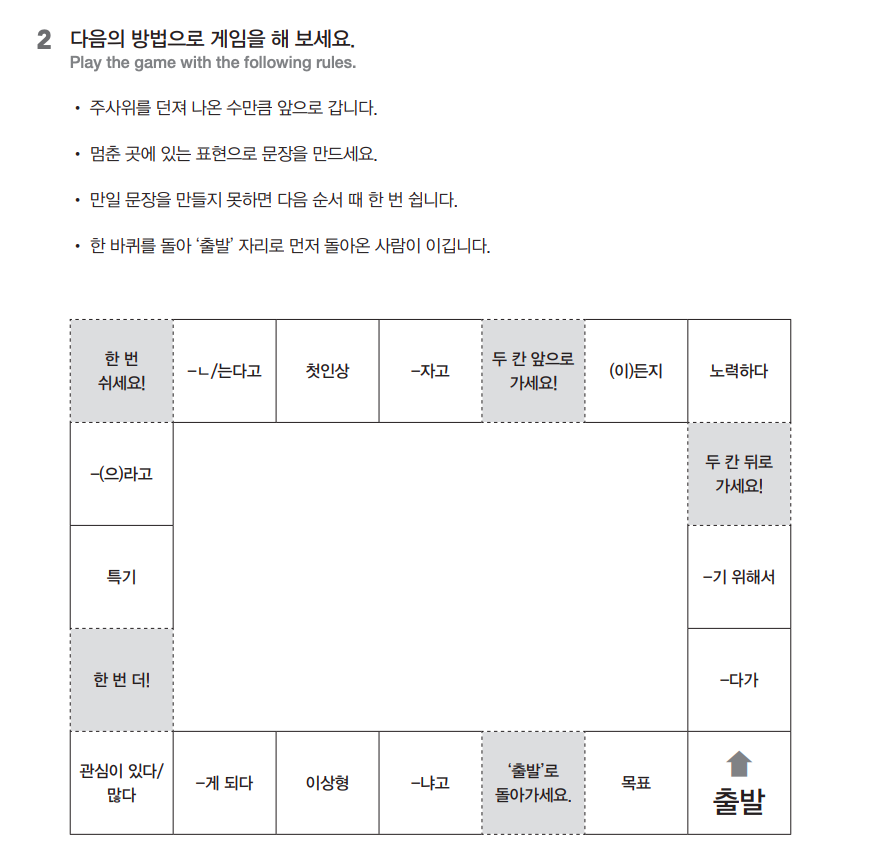 2 다음의 방법으로 게임을 해 보세요.
Play the game with the following rules.
• 주사위를 던져 나온 수만큼 앞으로 갑니다.
• 멈춘 곳에 있는 표현으로 문장을 만드세요.
• 만일 문장을 만들지 못하면 다음 순서 때 한 번 쉽니다.
• 한 바퀴를 돌아 ‘출발’ 자리로 먼저 돌아온 사람이 이깁니다.
한 번
쉬세요!
–ㄴ/는다고
첫인상
–자고
두 칸 앞으로
가세요!
(이)든지
노력하다
–(으)라고
두 칸 뒤로
가세요!
특기
–기 위해서
한 번 더!
–다가
관심이 있다/
많다
–게 되다
이상형
–냐고
‘출발’로
돌아가세요.
목표
출발